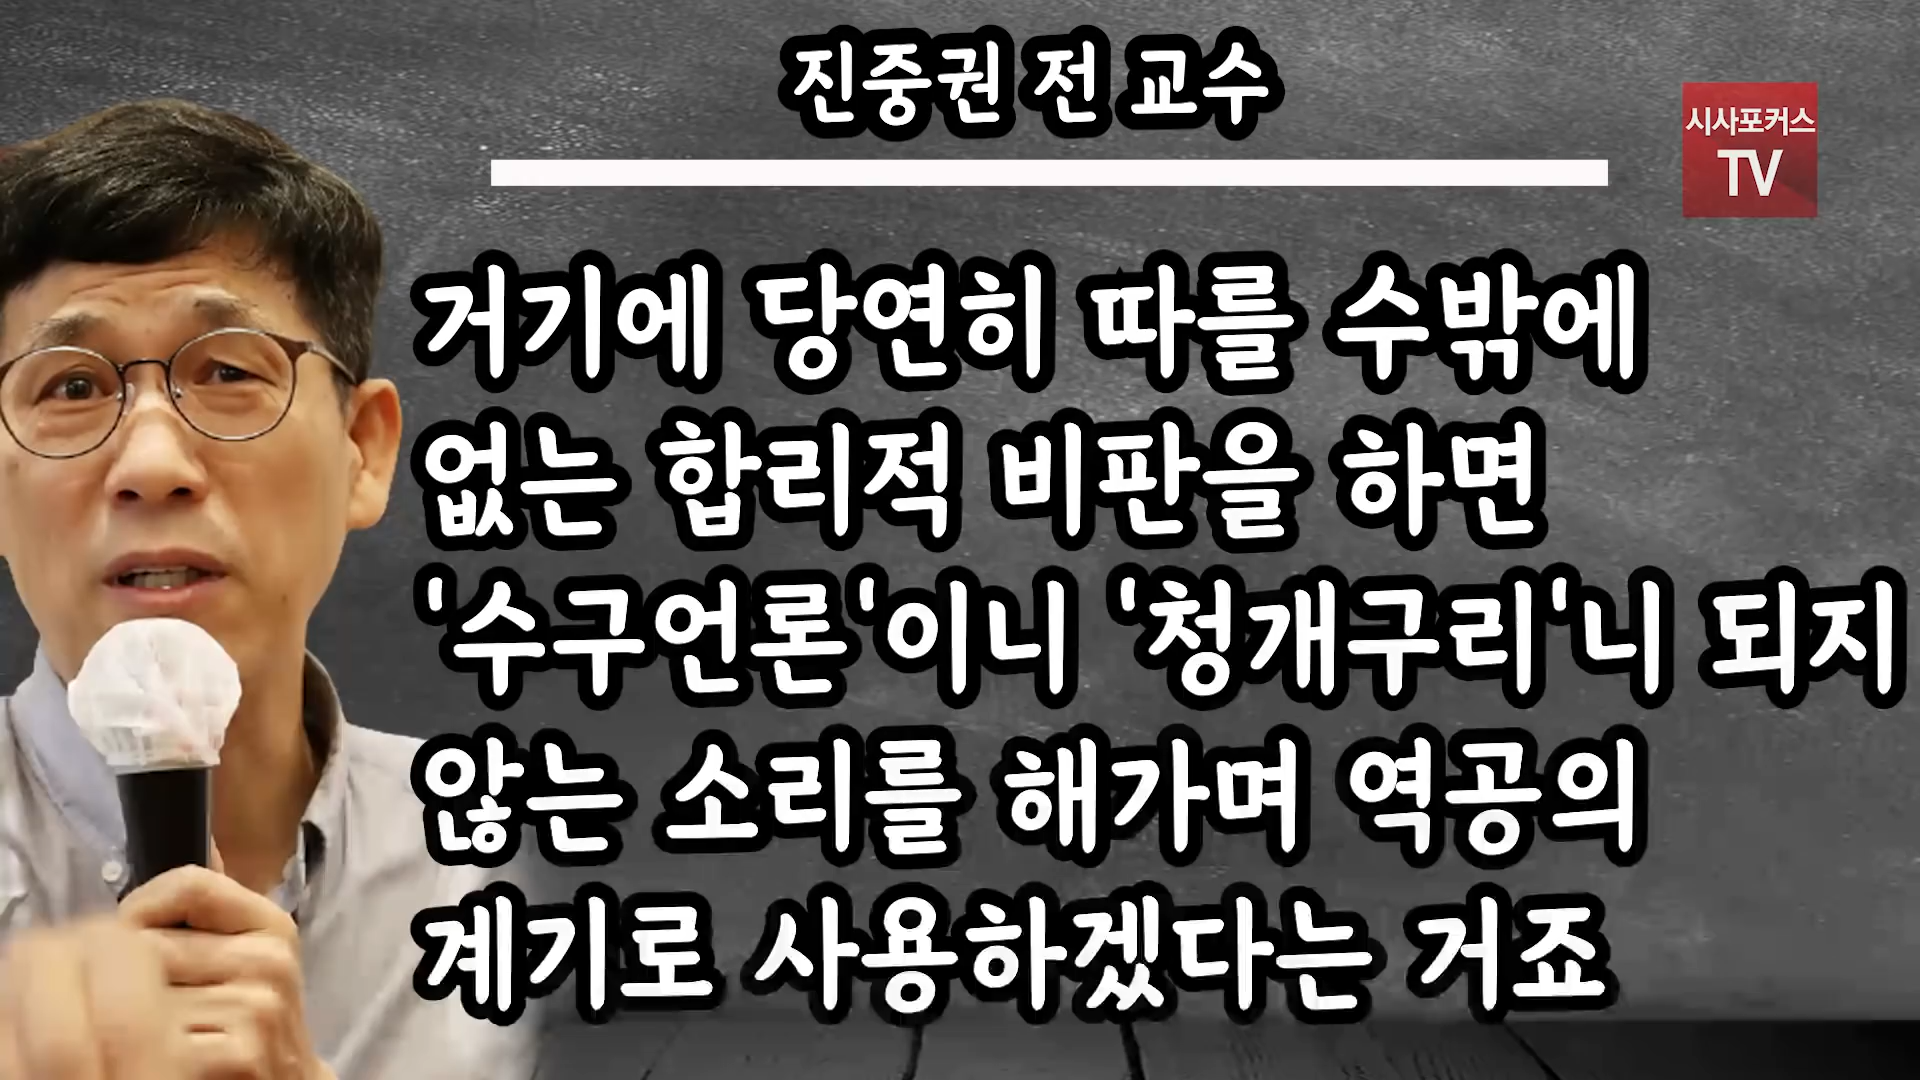 진중권 전 교수
시사포커스
TV
거기에 당연히 따를 수밖에
없는 합리적 비판을 하면
'수구언론'이니 '청개구리'니 되지
않는 소리를 해가며 역공의
계기로 사용하겠다는 거죠